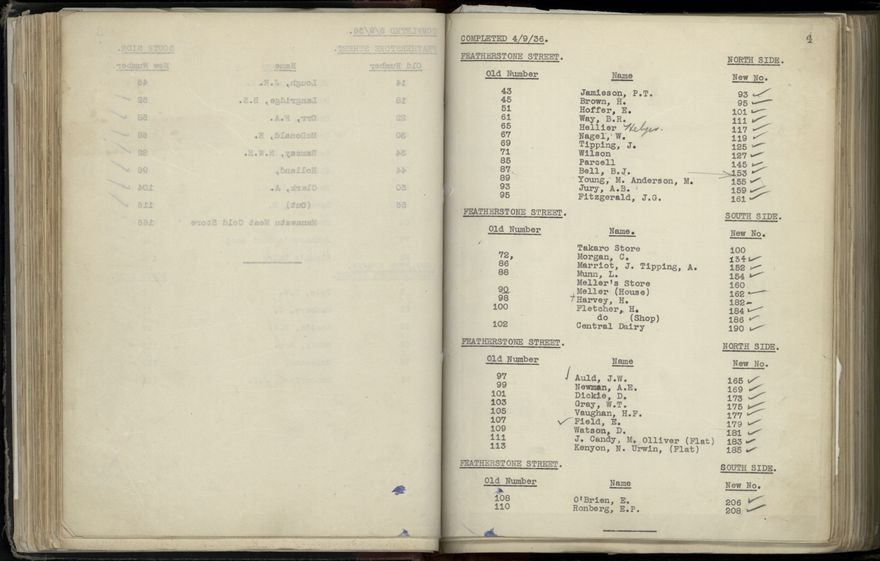 COMPLETED 4/9/36. 4
FEATHERSTONE STREET. NORTH SIDE.
Old Number Name New No.
43 Jamieson, P.T. 93 ✓
45 Brown, H. 95 ✓
51 Hoffer, E. 101 ✓
61 Way, B.R. 111 ✓
65 Hellier 117 ✓
67 Nagel, W. 119 ✓
69 Tipping, J. 125 ✓
71 Wilson 127 ✓
85 Parcell 145 ✓
87 Bell, B.J. 153 ✓
89 Young, M. Anderson, M. 155 ✓
93 Jury, A.B. 159 ✓
95 Fitzgerald, J.G. 161 ✓
FEATHERSTONE STREET. SOUTH SIDE.
Old Number Name. New No.
Takaro Store 100
72, Morgan, C. 134 ✓
86 Marriot, J. Tipping, A. 152 ✓
88 Munn, L. 154 ✓
Meller's Store 160
90 Meller (House) 162 ✓
98 Harvey, H. 182
100 Fletcher, H. 184 ✓
do (Shop) 186 ✓
102 Central Dairy 190 ✓
FEATHERSTONE STREET. NORTH SIDE.
Old Number Name New No.
97 ✓ Auld, J.W. 165 ✓
99 Newman, A.E. 169 ✓
101 Dickie, D. 173 ✓
103 Gray, W.T. 175 ✓
105 Vaughan, H.F. 177 ✓
107 ✓ Field, E. 179 ✓
109 Watson, D. 181 ✓
111 J. Candy, M. Olliver (Flat) 183 ✓
113 Kenyon, N. Urwin, (Flat) 185 ✓
FEATHERSTONE STREET. SOUTH SIDE.
Old Number Name New No.
108 O'Brien, E. 206 ✓
110 Ronberg, E.P. 208 ✓